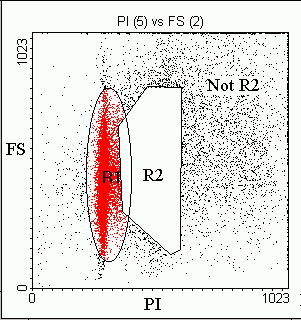 PI (5) vs FS (2)
1023
Not R2
FS
R1
R2
0
0
PI
1023